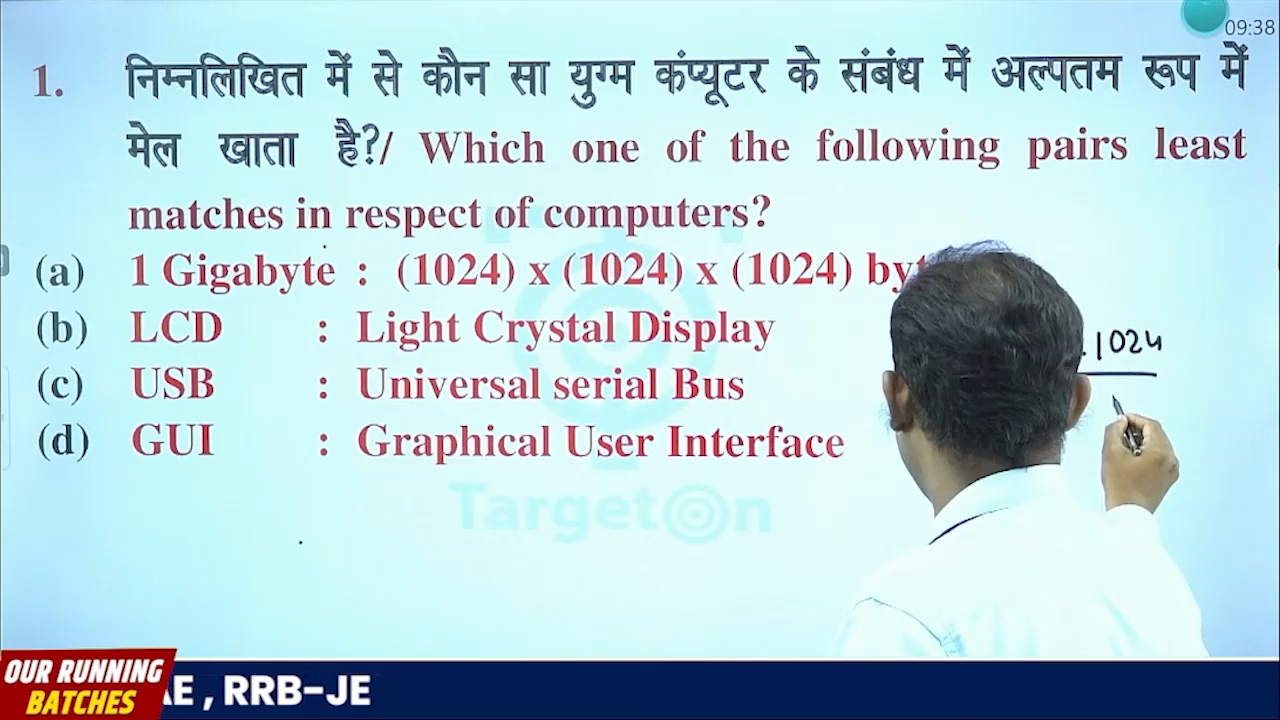 09:38
1. निम्नलिखित में से कौन सा युग्म कंप्यूटर के संबंध में अल्पतम रूप में
मेल खाता है?/ Which one of the following pairs least
matches in respect of computers?
(a) 1 Gigabyte : (1024) x (1024) x (1024)
(b) LCD : Light Crystal Display
.1024
(c) USB : Universal serial Bus
(d) GUI : Graphical User Interface
Target On
OUR RUNNING
BATCHES
AE , RRB-JE